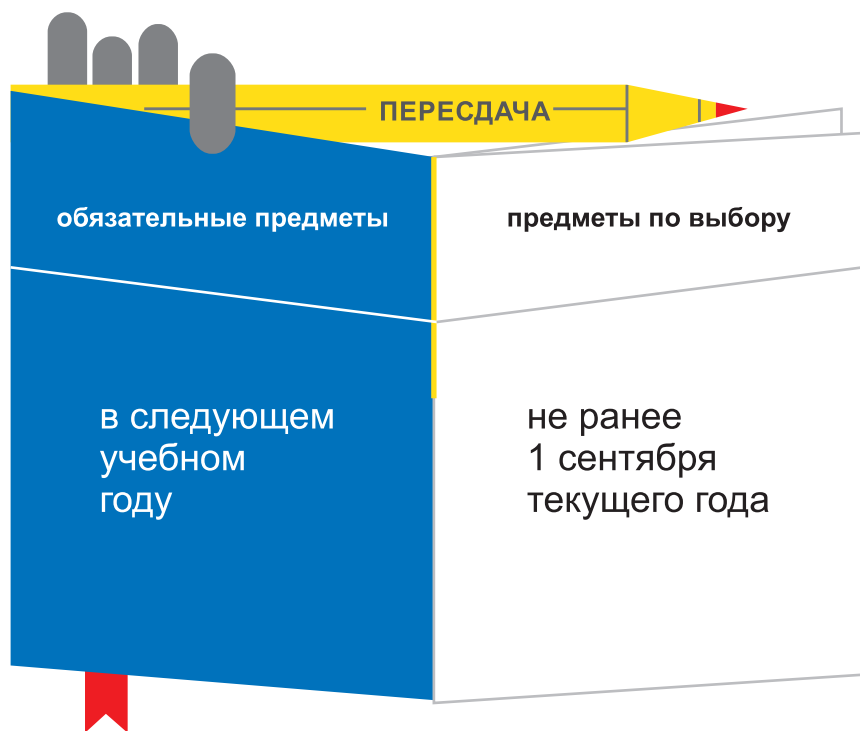 ПЕРЕСДАЧА
обязательные предметы
предметы по выбору
в следующем
учебном
году
не ранее
1 сентября
текущего года